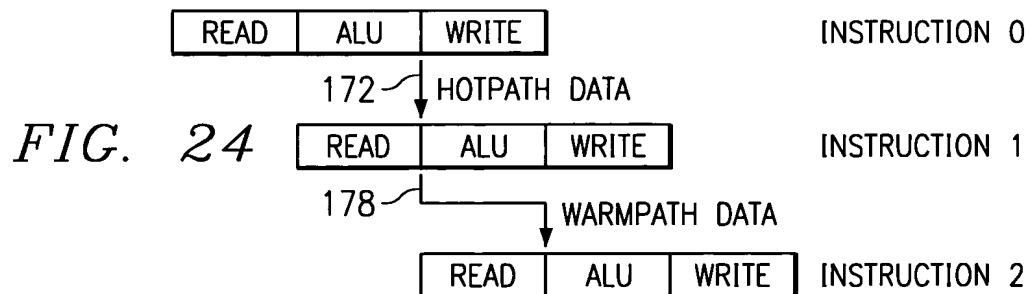 READ ALU WRITE INSTRUCTION 0
172 HOTPATH DATA
FIG. 24 READ ALU WRITE INSTRUCTION 1
178 WARMPATH DATA
READ ALU WRITE INSTRUCTION 2